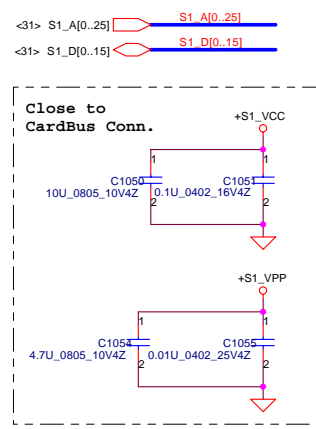 S1_A[0..25]
<31> S1_A[0..25]
S1_D[0..15]
<31> S1_D[0..15]
Close to
CardBus Conn.
+S1_VCC
1
1
C1050
C1051
10U_0805_10V4Z
0.1U_0402_16V4Z
2
2
+S1_VPP
1
1
C1054
C1055
4.7U_0805_10V4Z
0.01U_0402_25V4Z
2
2